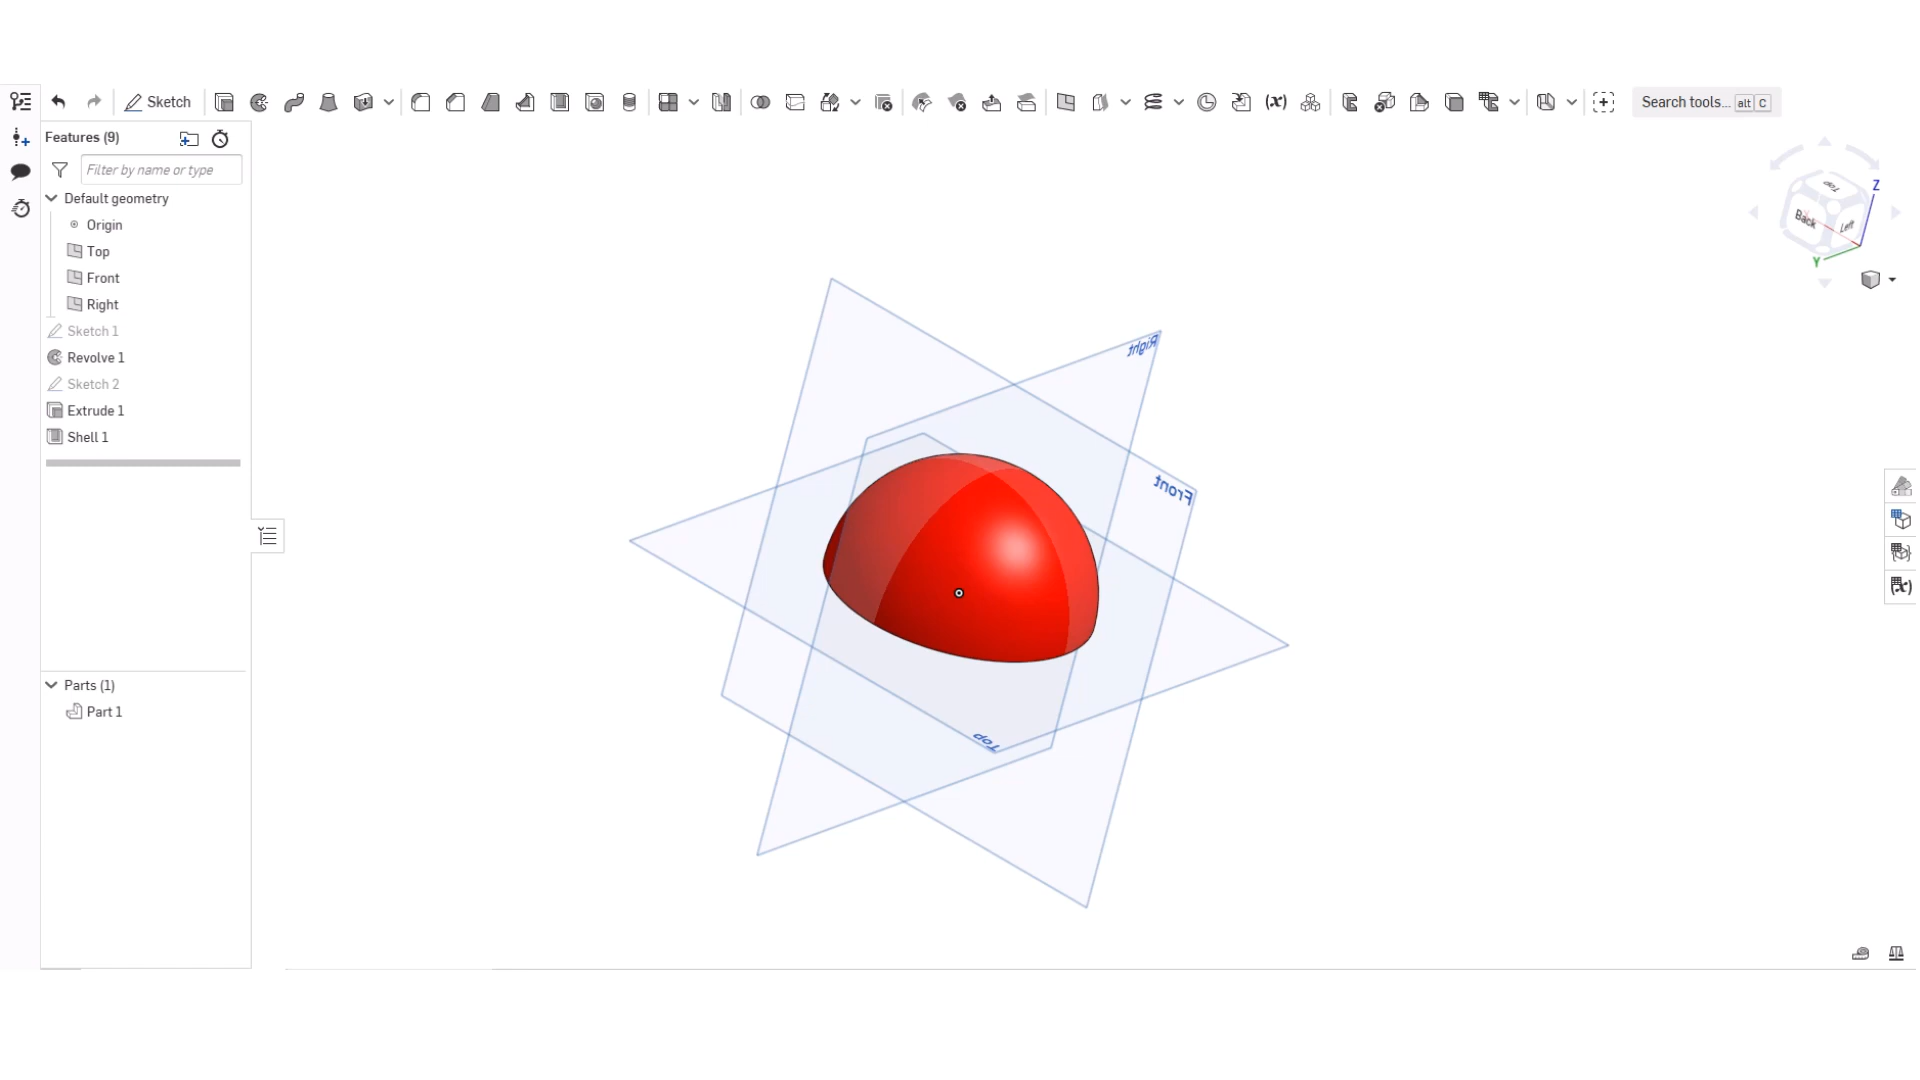 Sketch
(x)
Search tools... alt C
Features (9)
Filter by name or type
Default geometry
Origin
Top
Front
Right
Sketch 1
Revolve 1
Sketch 2
Extrude 1
Shell 1
Parts (1)
Part 1
Right
Front
Top
Top
Back
Left
Z
Y
(x)